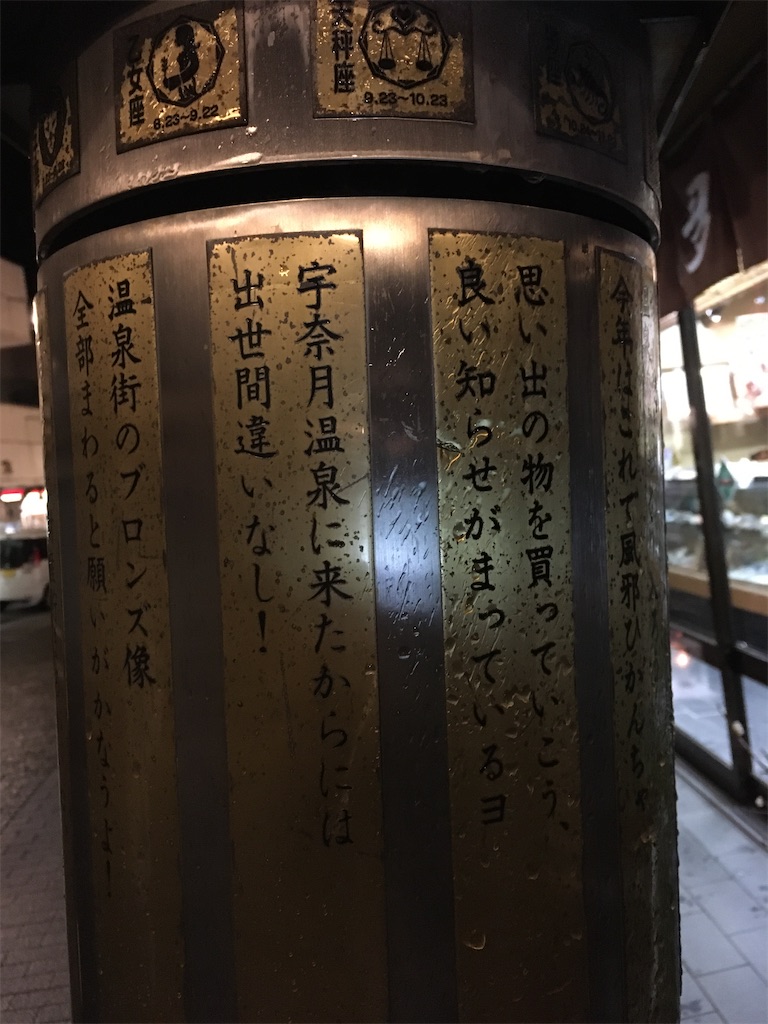 乙女座
8.23~9.22
天秤座
9.23~10.23
多
今年はされて風邪ひかんちゃ
思い出の物を買っていこう、
良い知らせがまっているヨ
宇奈月温泉に来たからには
出世間違いなし！
温泉街のブロンズ像
全部まわると願いがかなうよ！